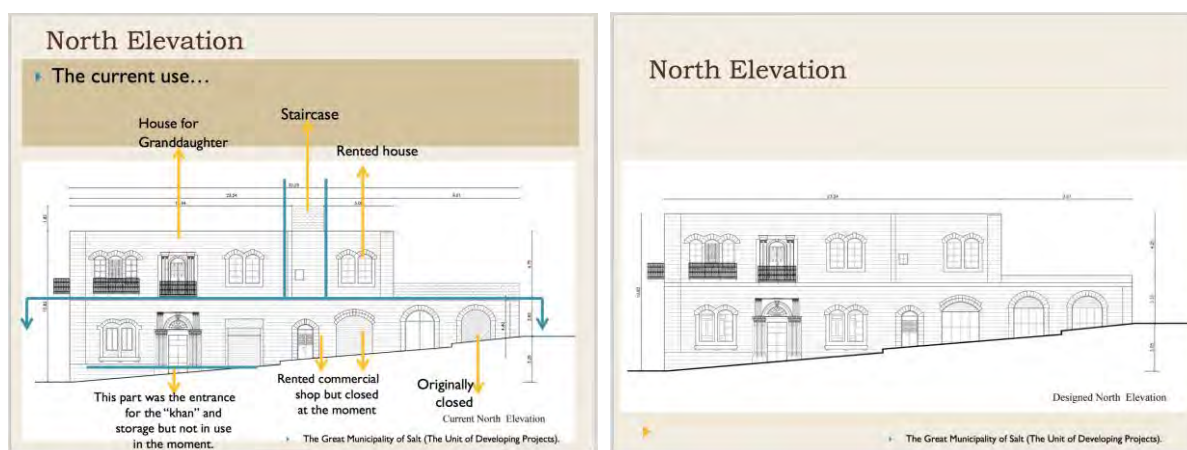 North Elevation
The current use…
Staircase
House for
Granddaughter
Rented house
This part was the entrance
for the "khan" and
storage but not in use
in the moment.
Rented commercial
shop but closed
at the moment
Originally
closed
Current North Elevation
The Great Municipality of Salt (The Unit of Developing Projects).
North Elevation
Designed North Elevation
The Great Municipality of Salt (The Unit of Developing Projects).